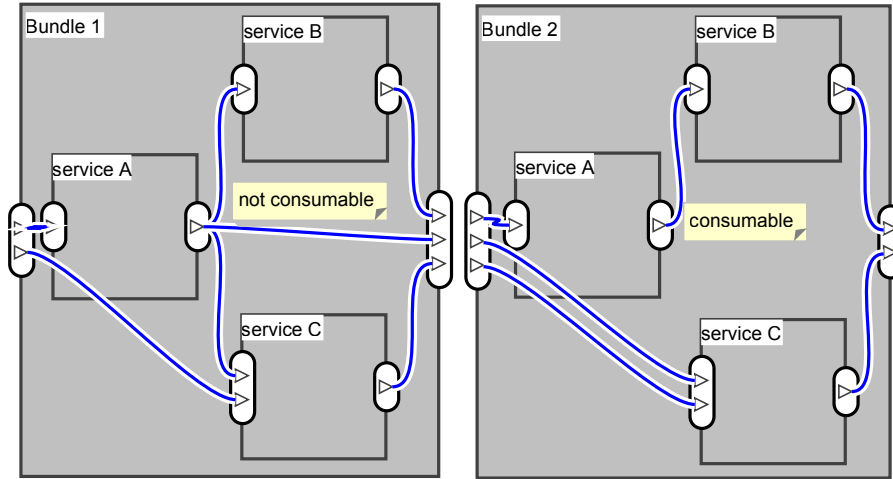 Bundle 1
service B
service A
not consumable
service C
Bundle 2
service B
service A
consumable
service C